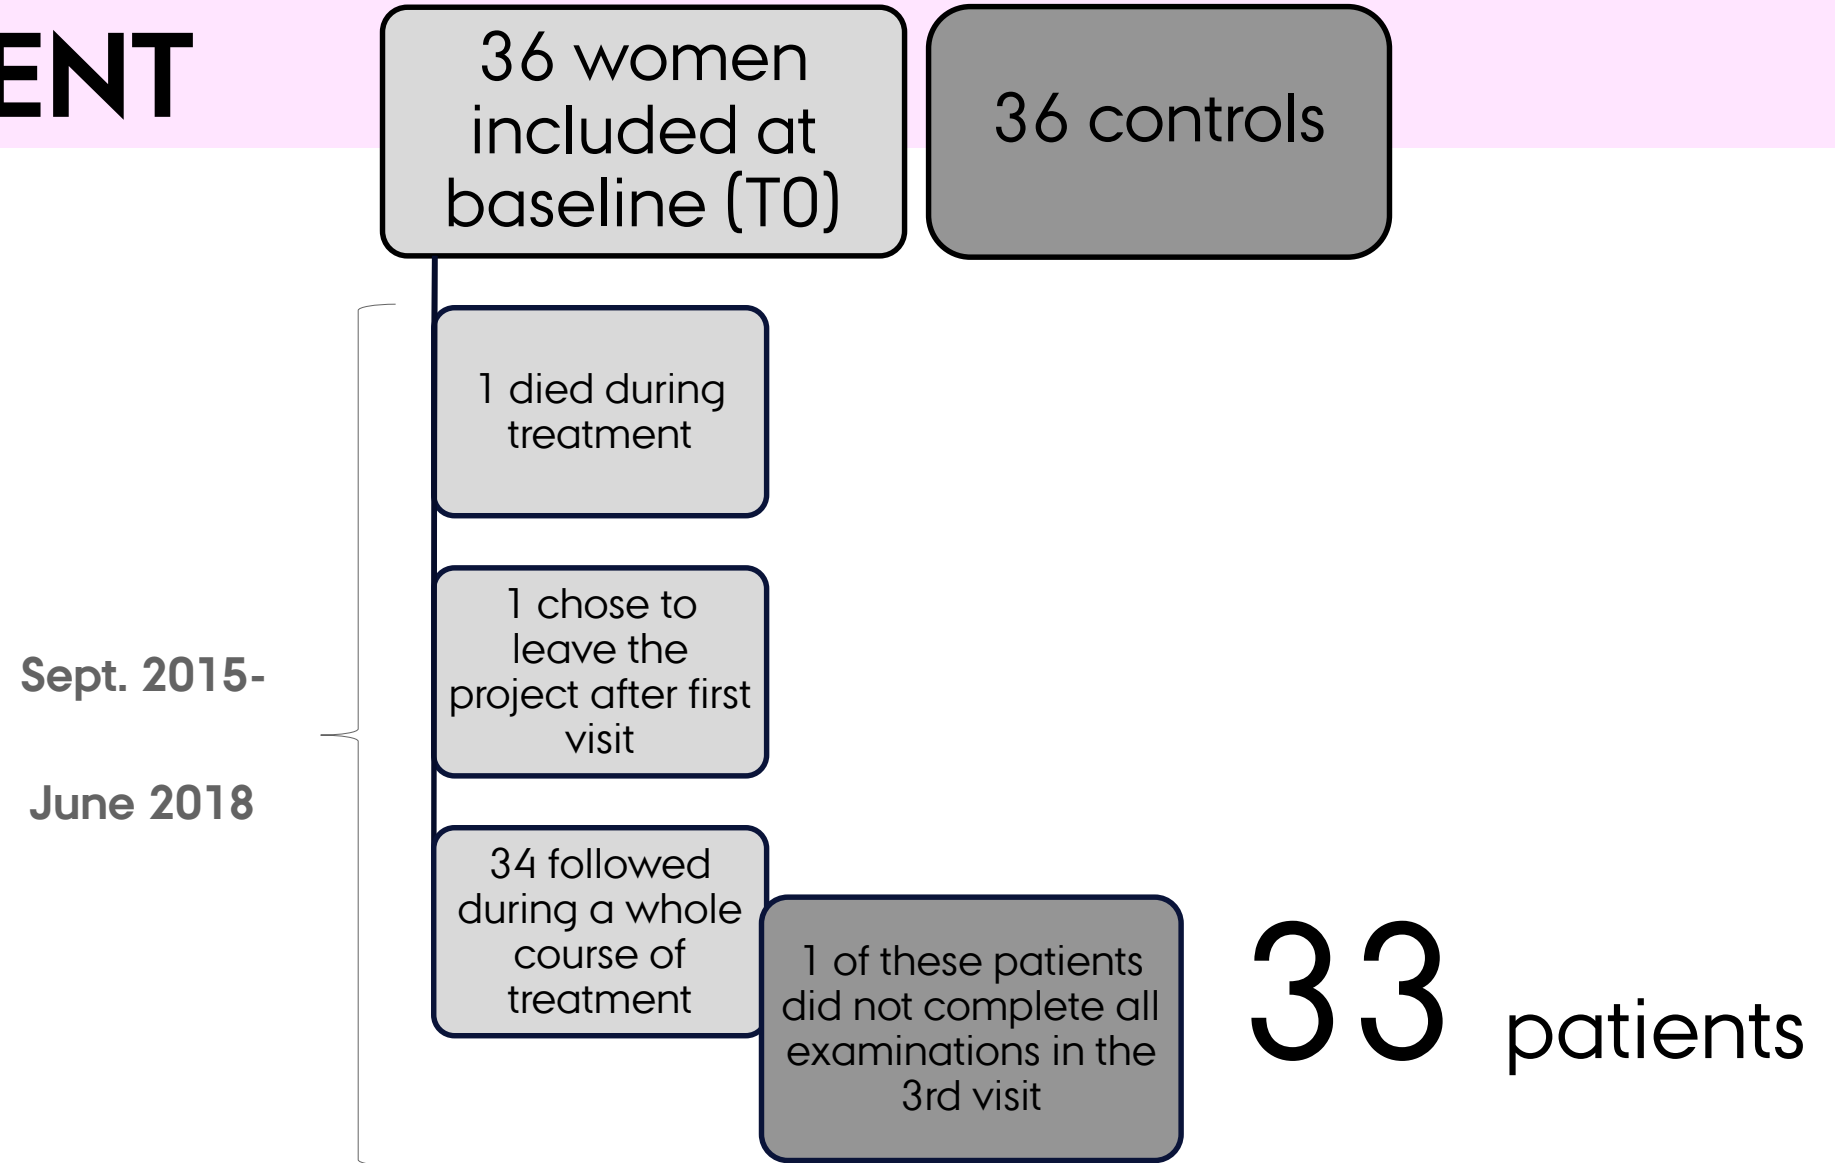 ENT
36 women
included at
baseline (T0)
36 controls
1 died during
treatment
1 chose to
leave the
project after first
visit
Sept. 2015-
June 2018
34 followed
during a whole
course of
treatment
1 of these patients
did not complete all
examinations in the
3rd visit
33 patients